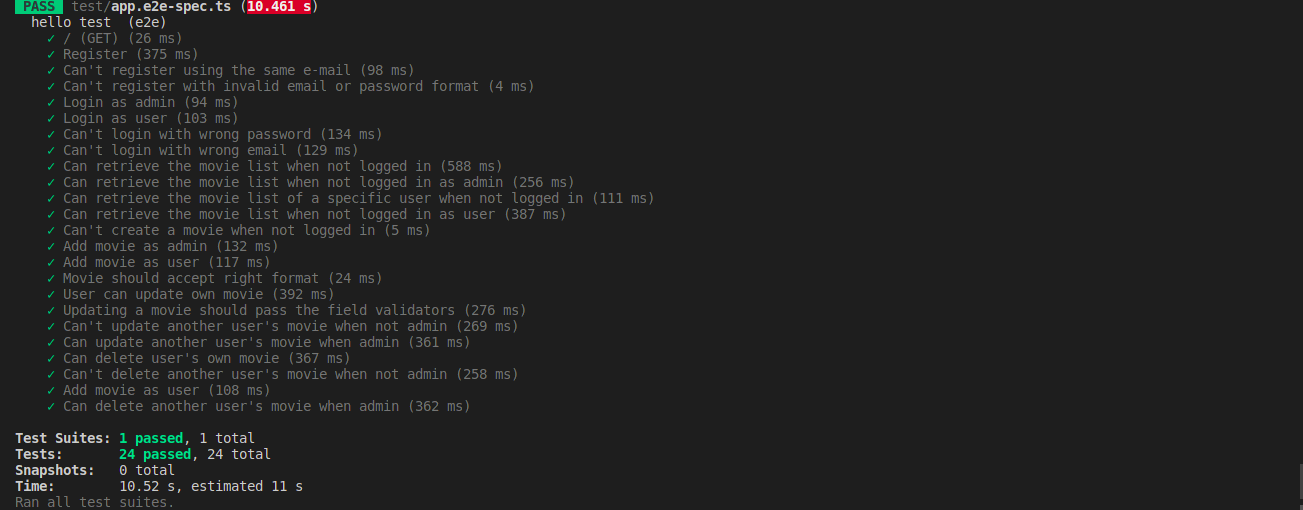 PASS test/app.e2e-spec.ts (10.461 s)
hello test (e2e)
✓ / (GET) (26 ms)
✓ Register (375 ms)
✓ Can't register using the same e-mail (98 ms)
✓ Can't register with invalid email or password format (4 ms)
✓ Login as admin (94 ms)
✓ Login as user (103 ms)
✓ Can't login with wrong password (134 ms)
✓ Can't login with wrong email (129 ms)
✓ Can retrieve the movie list when not logged in (588 ms)
✓ Can retrieve the movie list when not logged in as admin (256 ms)
✓ Can retrieve the movie list of a specific user when not logged in (111 ms)
✓ Can retrieve the movie list when not logged in as user (387 ms)
✓ Can't create a movie when not logged in (5 ms)
✓ Add movie as admin (132 ms)
✓ Add movie as user (117 ms)
✓ Movie should accept right format (24 ms)
✓ User can update own movie (392 ms)
✓ Updating a movie should pass the field validators (276 ms)
✓ Can't update another user's movie when not admin (269 ms)
✓ Can update another user's movie when admin (361 ms)
✓ Can delete user's own movie (367 ms)
✓ Can't delete another user's movie when not admin (258 ms)
✓ Add movie as user (108 ms)
✓ Can delete another user's movie when admin (362 ms)
Test Suites: 1 passed, 1 total
Tests: 24 passed, 24 total
Snapshots: 0 total
Time: 10.52 s, estimated 11 s
Ran all test suites.